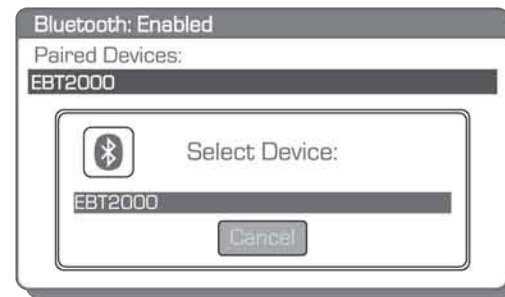 Bluetooth: Enabled
Paired Devices:
EBT2000
Select Device:
EBT2000
Cancel